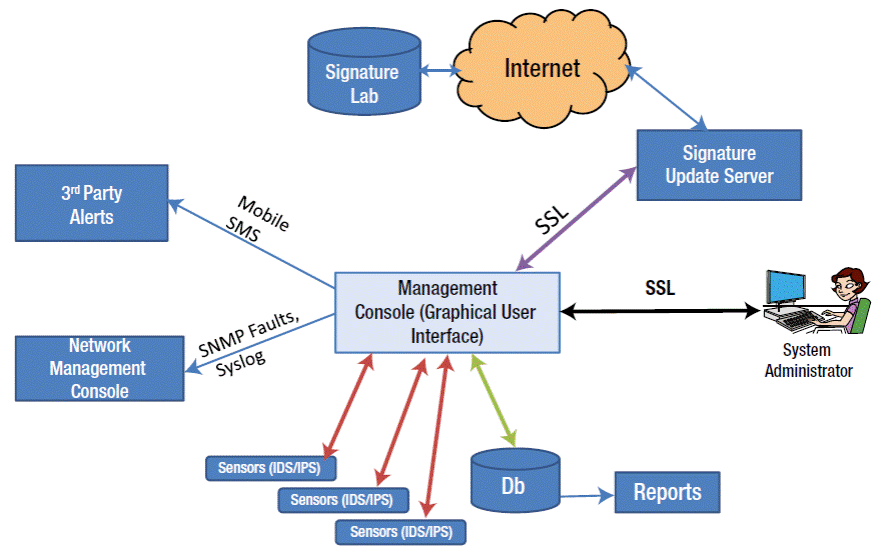 Signature
Lab
Internet
Signature
Update Server
3rd Party
Alerts
Mobile
SMS
SSL
Management
Console (Graphical User
Interface)
SSL
System
Administrator
Network
Management
Console
SNMP Faults,
Syslog
Sensors (IDS/IPS)
Sensors (IDS/IPS)
Sensors (IDS/IPS)
Db
Reports